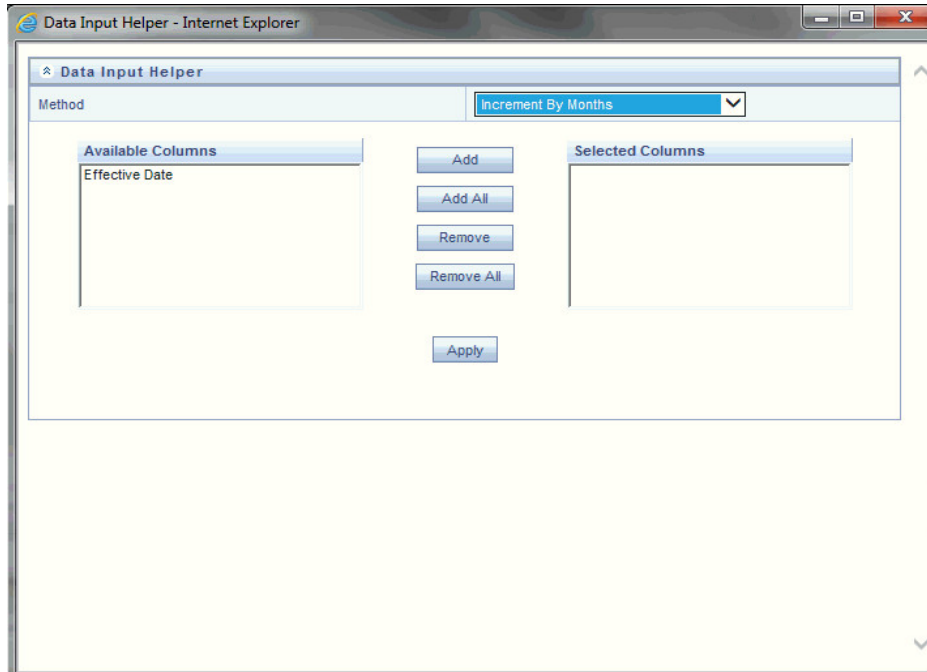 Data Input Helper - Internet Explorer
Data Input Helper
Method
Increment By Months
Available Columns
Effective Date
Add
Add All
Remove
Remove All
Selected Columns
Apply